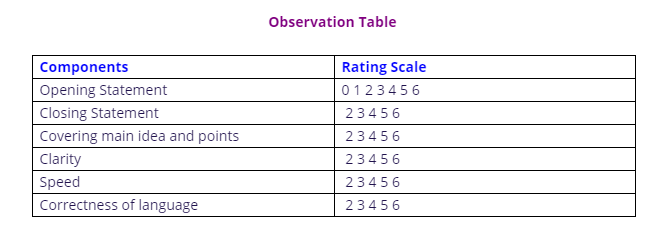 Observation Table
Components Rating Scale
Opening Statement 0 1 2 3 4 5 6
Closing Statement 2 3 4 5 6
Covering main idea and points 2 3 4 5 6
Clarity 2 3 4 5 6
Speed 2 3 4 5 6
Correctness of language 2 3 4 5 6